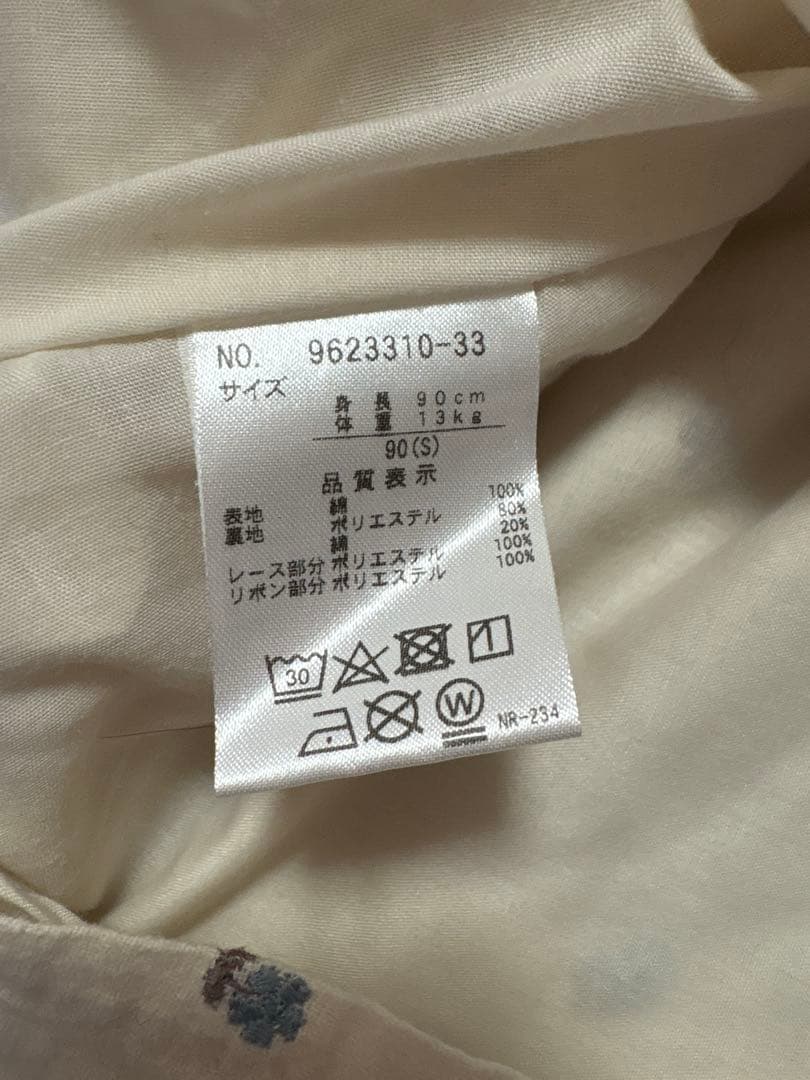 NO. 9623310-33
サイズ
身長 90cm
体重 13kg
90(S)
品質表示
表地 綿 100%
裏地 ポリエステル 80%
綿 20%
レース部分 ポリエステル 100%
リボン部分 ポリエステル 100%
30
W
NR-234